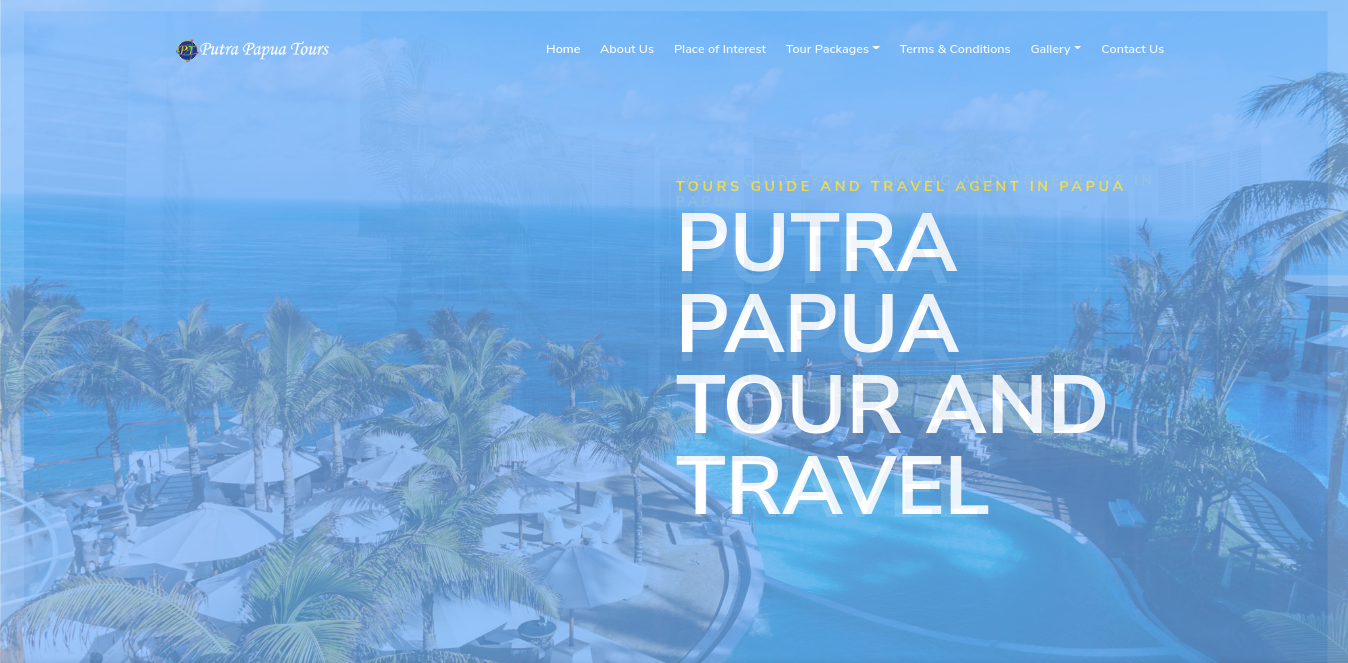 PT Putra Papua Tours
Home About Us Place of Interest Tour Packages Terms & Conditions Gallery Contact Us
TOURS GUIDE AND TRAVEL AGENT IN PAPUA
PUTRA
PAPUA
TOUR AND
TRAVEL